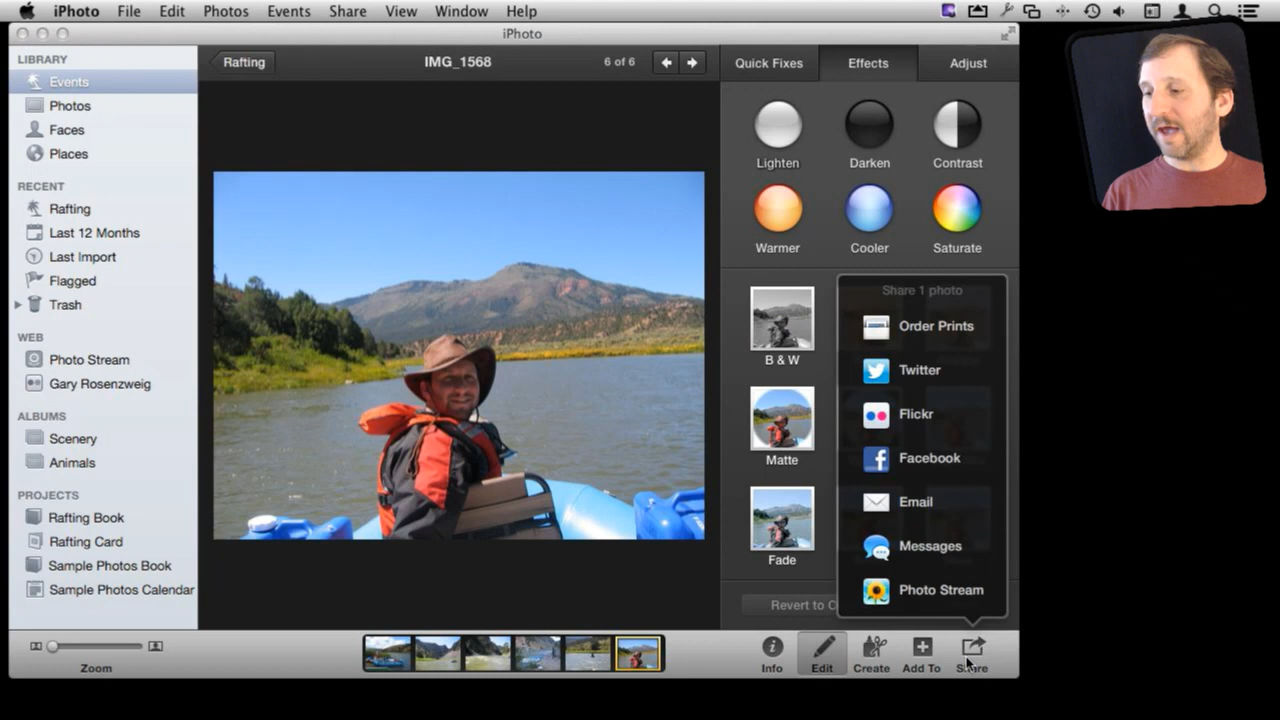 iPhoto File Edit Photos Events Share View Window Help
iPhoto
LIBRARY
Events
Photos
Faces
Places
RECENT
Rafting
Last 12 Months
Last Import
Flagged
Trash
WEB
Photo Stream
Gary Rosenzweig
ALBUMS
Scenery
Animals
PROJECTS
Rafting Book
Rafting Card
Sample Photos Book
Sample Photos Calendar
Rafting
IMG_1568
6 of 6
Quick Fixes Effects Adjust
Lighten Darken Contrast
Warmer Cooler Saturate
B & W
Matte
Fade
Share 1 photo
Order Prints
Twitter
Flickr
Facebook
Email
Messages
Photo Stream
Revert to
Zoom
Info Edit Create Add To Share